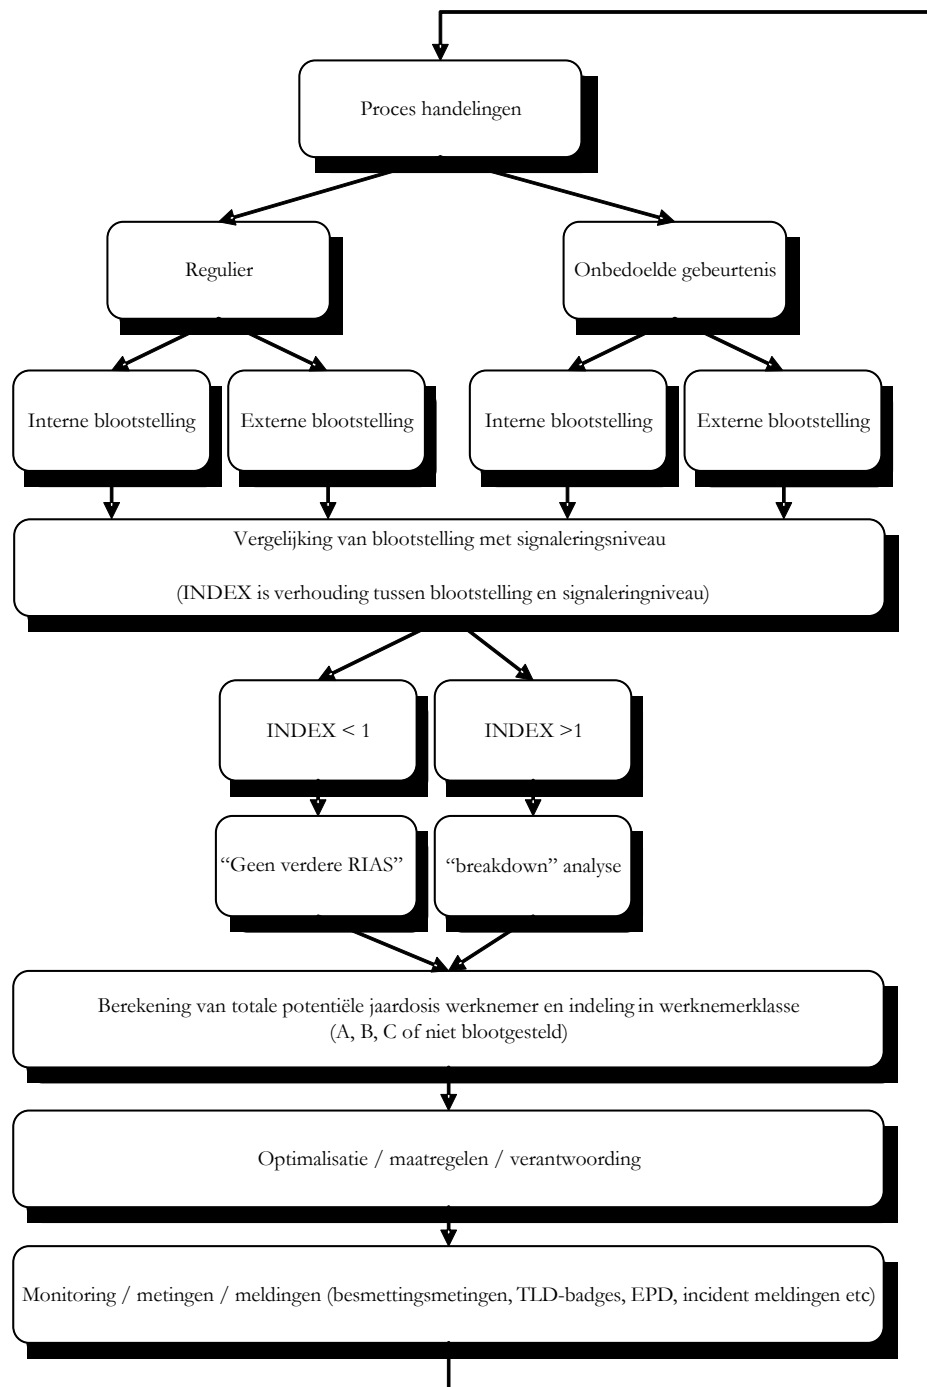 Proces handelingen
Regulier
Onbedoelde gebeurtenis
Interne blootstelling
Externe blootstelling
Interne blootstelling
Externe blootstelling
Vergelijking van blootstelling met signaleringsniveau
(INDEX is verhouding tussen blootstelling en signaleringniveau)
INDEX < 1
INDEX >1
“Geen verdere RIAS”
“breakdown” analyse
Berekening van totale potentiële jaardosis werknemer en indeling in werknemerklasse
(A, B, C of niet blootgesteld)
Optimalisatie / maatregelen / verantwoording
Monitoring / metingen / meldingen (besmettingsmetingen, TLD-badges, EPD, incident meldingen etc)